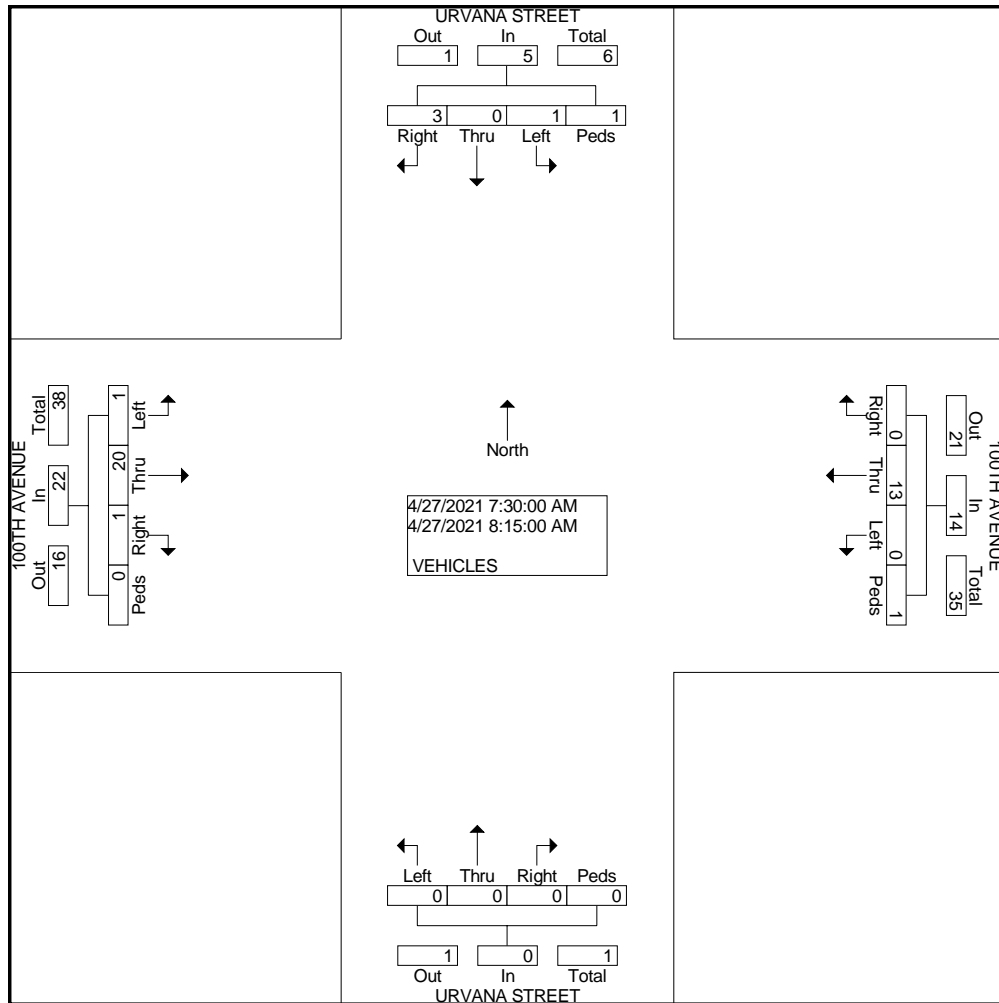 URVANA STREET
Out In Total
1 5 6
3 0 1 1
Right Thru Left Peds
100TH AVENUE
Total 38
In 22
Out 16
1 Left
20 Thru
1 Right
0 Peds
North
4/27/2021 7:30:00 AM
4/27/2021 8:15:00 AM
VEHICLES
Right 0
Thru 13
Left 0
Peds 1
Out 21
In 14
Total 35
100TH AVENUE
Left Thru Right Peds
0 0 0 0
1 0 1
Out In Total
URVANA STREET